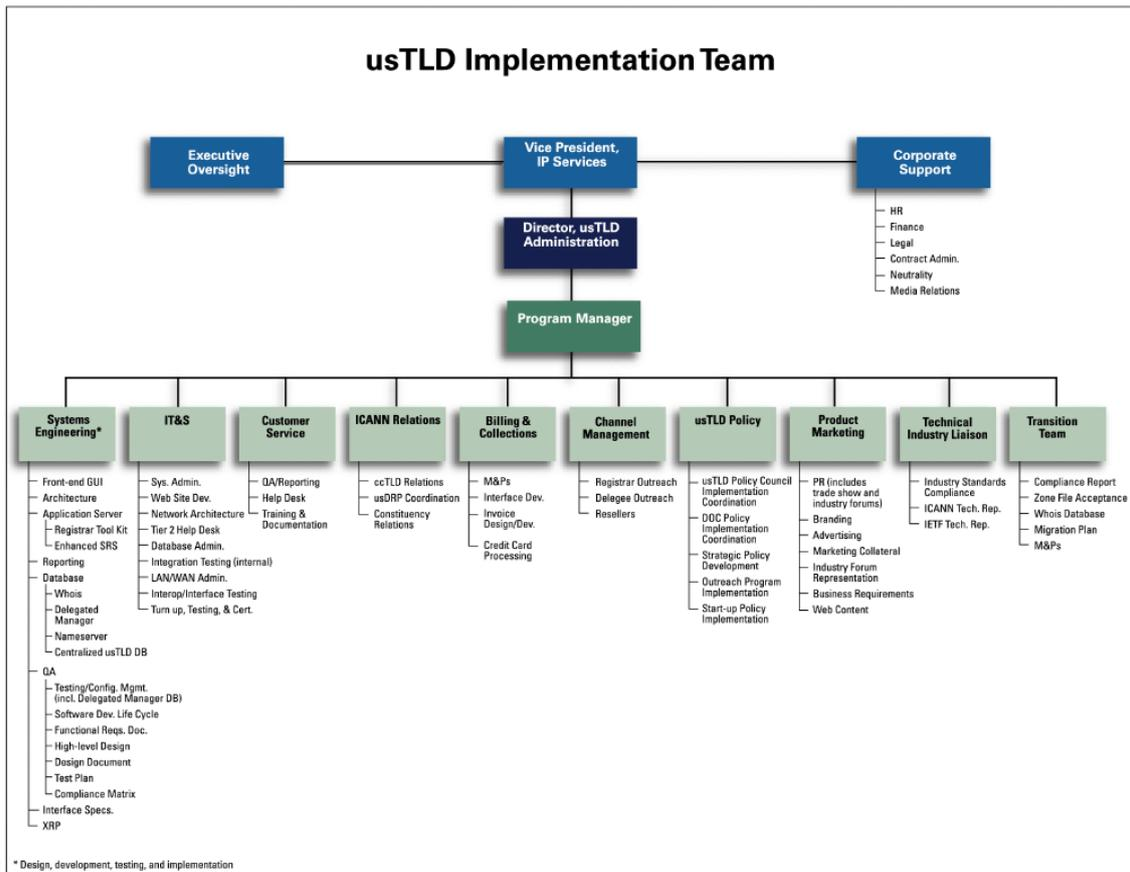 usTLD Implementation Team
Executive
Oversight
Vice President,
IP Services
Corporate
Support
HR
Finance
Legal
Contract Admin.
Neutrality
Media Relations
Director, usTLD
Administration
Program Manager
Systems
Engineering*
Front-end GUI
Architecture
Application Server
Registrar Tool Kit
Enhanced SRS
Reporting
Database
Whois
Delegated
Manager
Nameserver
Centralized usTLD DB
QA
Testing/Config. Mgmt.
(incl. Delegated Manager DB)
Software Dev. Life Cycle
Functional Reqs. Doc.
High-level Design
Design Document
Test Plan
Compliance Matrix
Interface Specs.
XRP
IT&S
Sys. Admin.
Web Site Dev.
Network Architecture
Tier 2 Help Desk
Database Admin.
Integration Testing (internal)
LAN/WAN Admin.
Interop/Interface Testing
Turn up, Testing, & Cert.
Customer
Service
QA/Reporting
Help Desk
Training &
Documentation
ICANN Relations
ccTLD Relations
usDRP Coordination
Constituency
Relations
Billing &
Collections
M&Ps
Interface Dev.
Invoice
Design/Dev.
Credit Card
Processing
Channel
Management
Registrar Outreach
Delegee Outreach
Resellers
usTLD Policy
usTLD Policy Council
Implementation
Coordination
DOC Policy
Implementation
Coordination
Strategic Policy
Development
Outreach Program
Implementation
Start-up Policy
Implementation
Product
Marketing
PR (includes
trade show and
industry forums)
Branding
Advertising
Marketing Collateral
Industry Forum
Representation
Business Requirements
Web Content
Technical
Industry Liaison
Industry Standards
Compliance
ICANN Tech. Rep.
IETF Tech. Rep.
Transition
Team
Compliance Report
Zone File Acceptance
Whois Database
Migration Plan
M&Ps
* Design, development, testing, and implementation